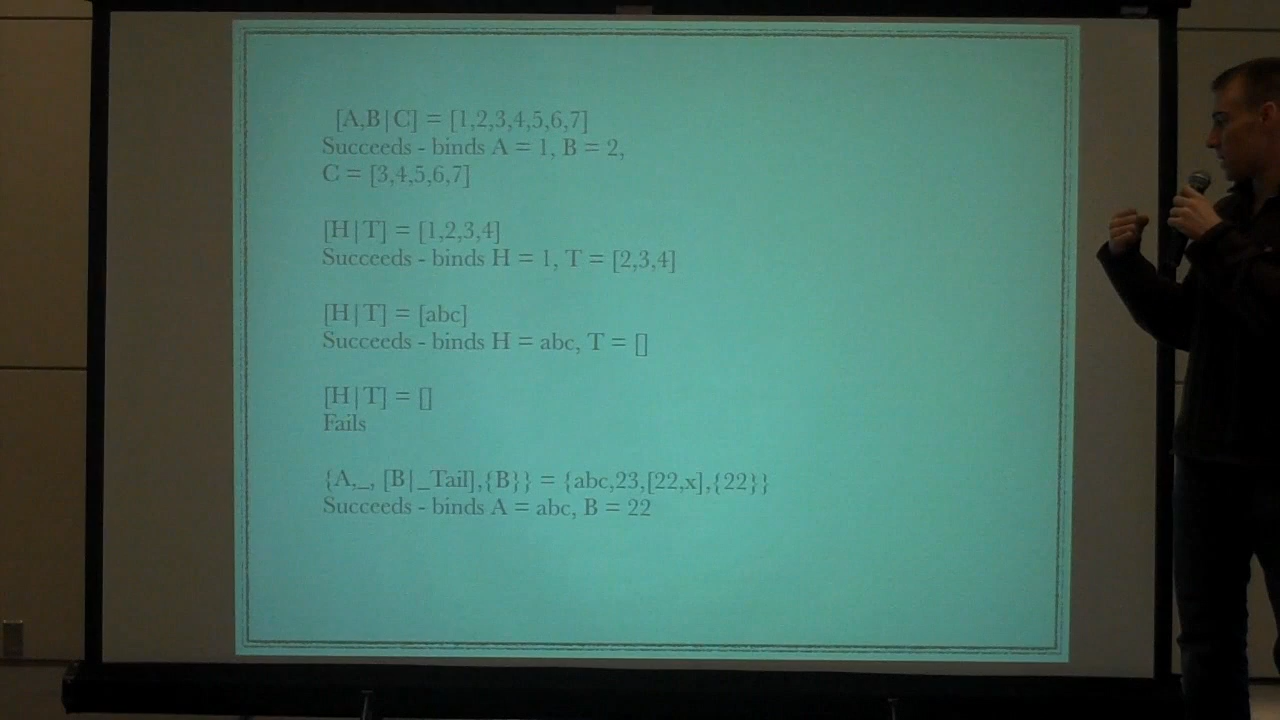 [A,B|C] = [1,2,3,4,5,6,7]
Succeeds - binds A = 1, B = 2,
C = [3,4,5,6,7]
[H|T] = [1,2,3,4]
Succeeds - binds H = 1, T = [2,3,4]
[H|T] = [abc]
Succeeds - binds H = abc, T = []
[H|T] = []
Fails
{A,_, [B|_Tail],{B}} = {abc,23,[22,x],{22}}
Succeeds - binds A = abc, B = 22